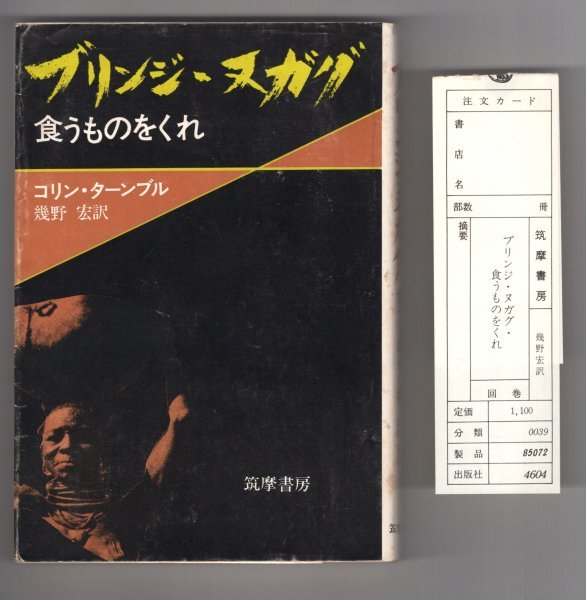 ブリンジ・ヌガグ
食うものをくれ
コリン・ターンブル
幾野 宏訳
筑摩書房
筑
注文カード
書店名
部数 冊
摘要
ブリンジ・ヌガグ・
食うものをくれ
筑摩書房
幾野宏訳
回 巻
定価 1,100
分類 0039
製品 85072
出版社 4604